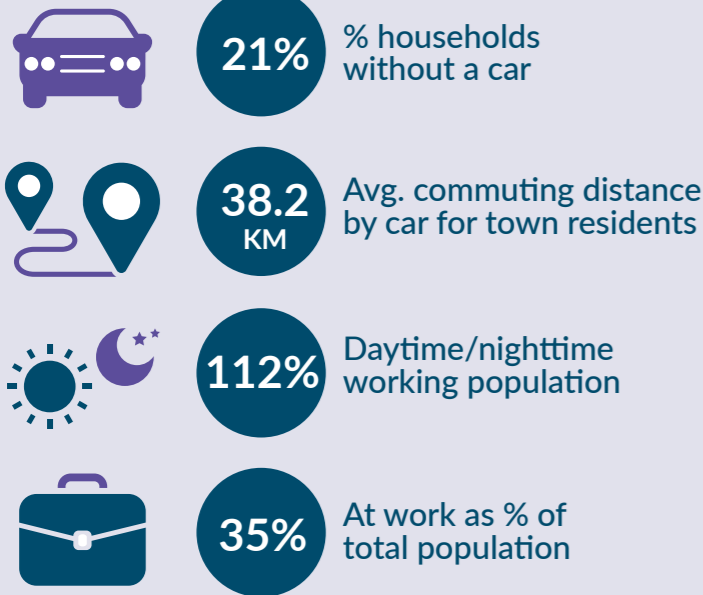 21%
% households
without a car
38.2
KM
Avg. commuting distance
by car for town residents
112%
Daytime/nighttime
working population
35%
At work as % of
total population